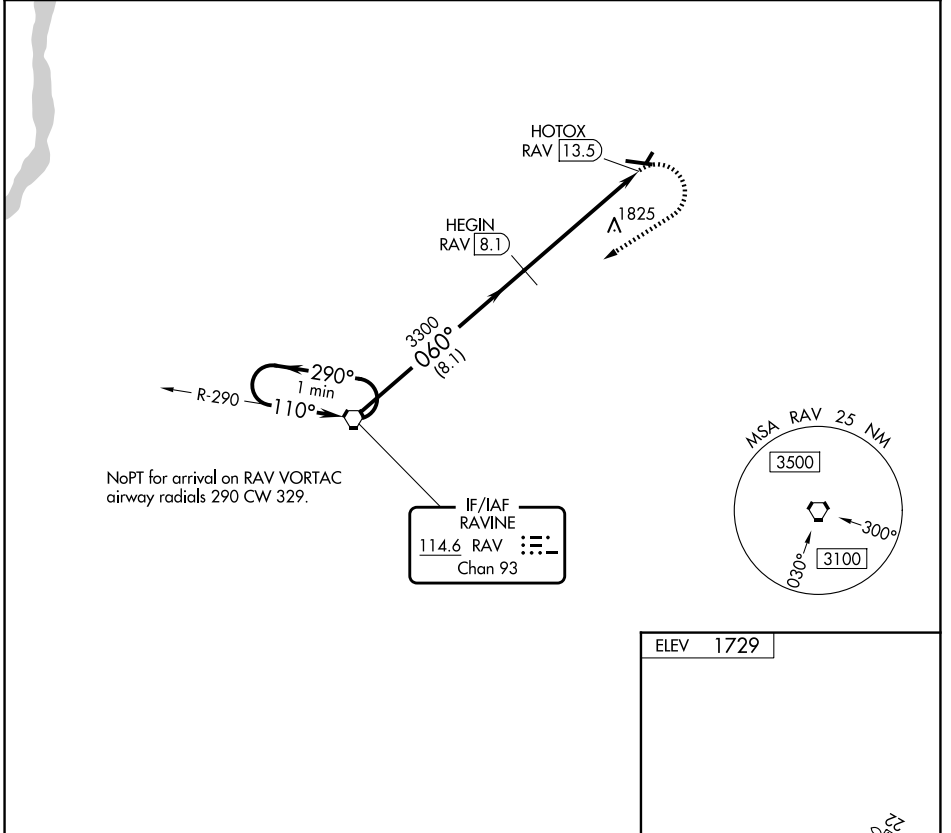 HOTOX
RAV 13.5
1825
HEGIN
RAV 8.1
3300
060°
(8.1)
290°
1 min
R-290
110°
NoPT for arrival on RAV VORTAC
airway radials 290 CW 329.
MSA RAV 25 NM
3500
300°
030°
3100
IF/IAF
RAVINE
114.6 RAV
Chan 93
ELEV 1729
22